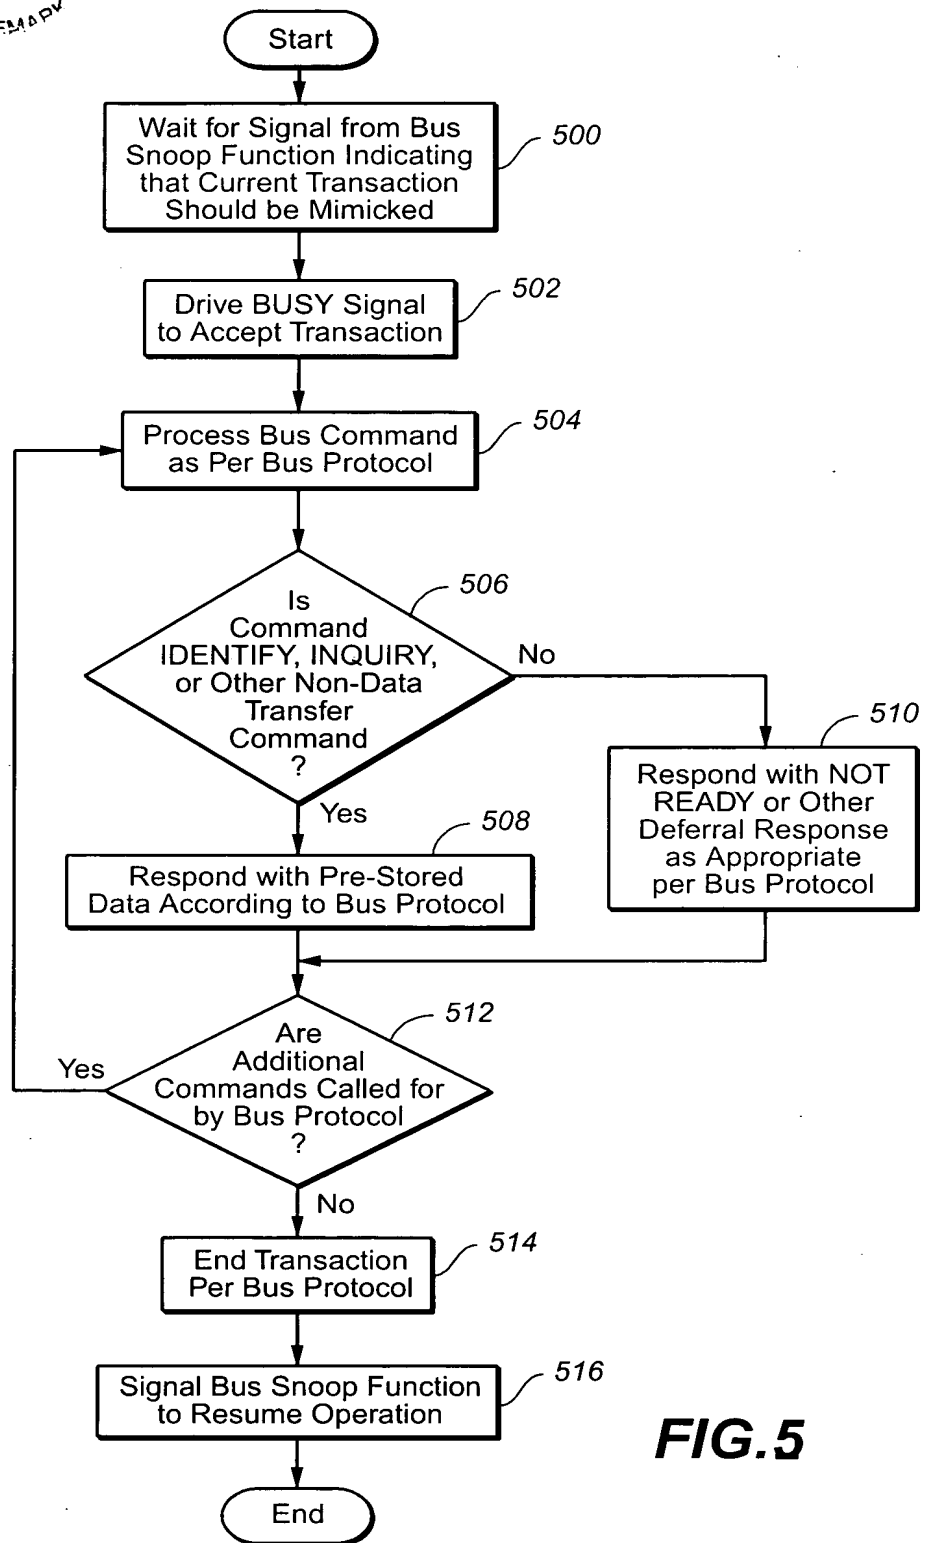 Start
Wait for Signal from Bus
Snoop Function Indicating
that Current Transaction
Should be Mimicked
500
Drive BUSY Signal
to Accept Transaction
502
Process Bus Command
as Per Bus Protocol
504
Is
Command
IDENTIFY, INQUIRY,
or Other Non-Data
Transfer
Command
?
506
No
Yes
508
Respond with Pre-Stored
Data According to Bus Protocol
510
Respond with NOT
READY or Other
Deferral Response
as Appropriate
per Bus Protocol
512
Are
Additional
Commands Called for
by Bus Protocol
?
Yes
No
End Transaction
Per Bus Protocol
514
Signal Bus Snoop Function
to Resume Operation
516
End
FIG.5